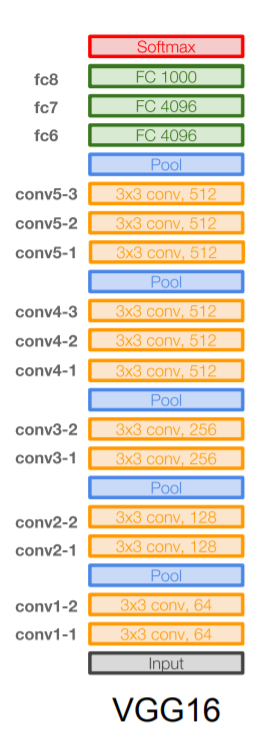 Softmax
fc8 FC 1000
fc7 FC 4096
fc6 FC 4096
Pool
conv5-3 3x3 conv, 512
conv5-2 3x3 conv, 512
conv5-1 3x3 conv, 512
Pool
conv4-3 3x3 conv, 512
conv4-2 3x3 conv, 512
conv4-1 3x3 conv, 512
Pool
conv3-2 3x3 conv, 256
conv3-1 3x3 conv, 256
Pool
conv2-2 3x3 conv, 128
conv2-1 3x3 conv, 128
Pool
conv1-2 3x3 conv, 64
conv1-1 3x3 conv, 64
Input
VGG16